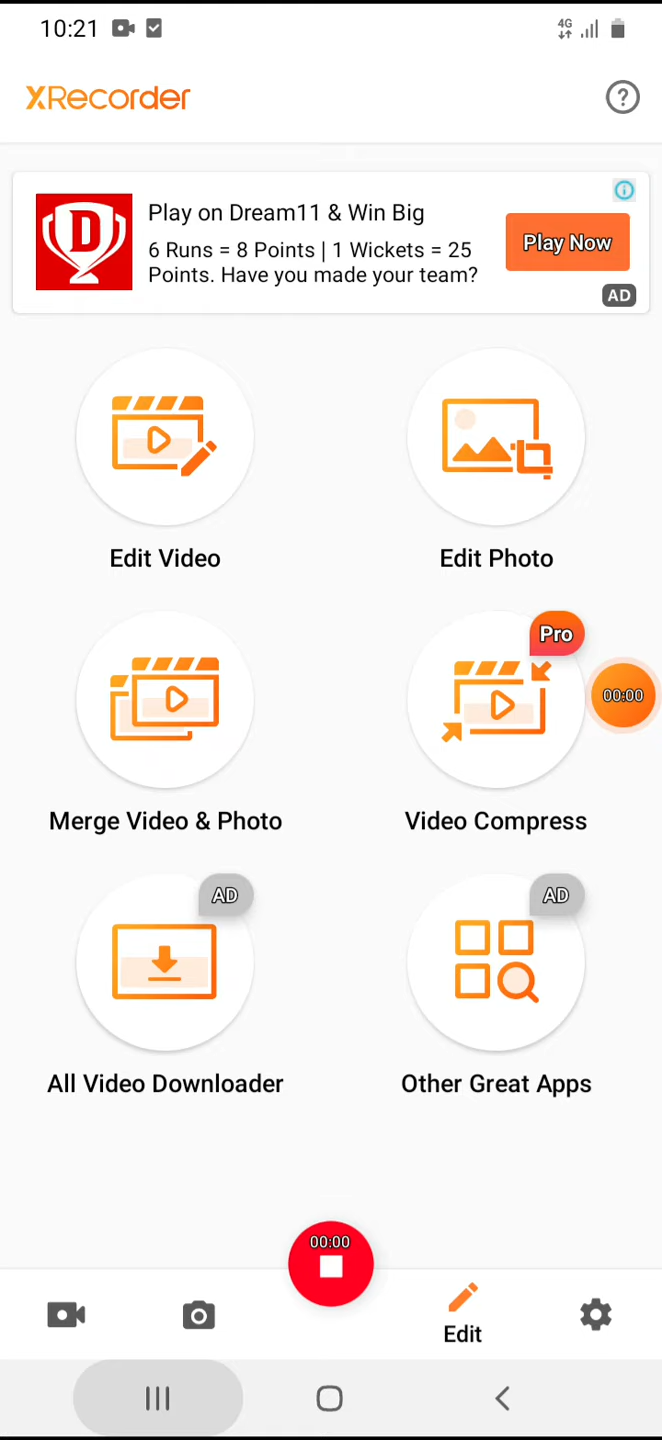 10:21
4G
XRecorder
Play on Dream11 & Win Big
6 Runs = 8 Points | 1 Wickets = 25
Points. Have you made your team?
Play Now
AD
D
Edit Video
Edit Photo
Pro
00:00
Merge Video & Photo
Video Compress
AD
AD
All Video Downloader
Other Great Apps
00:00
Edit